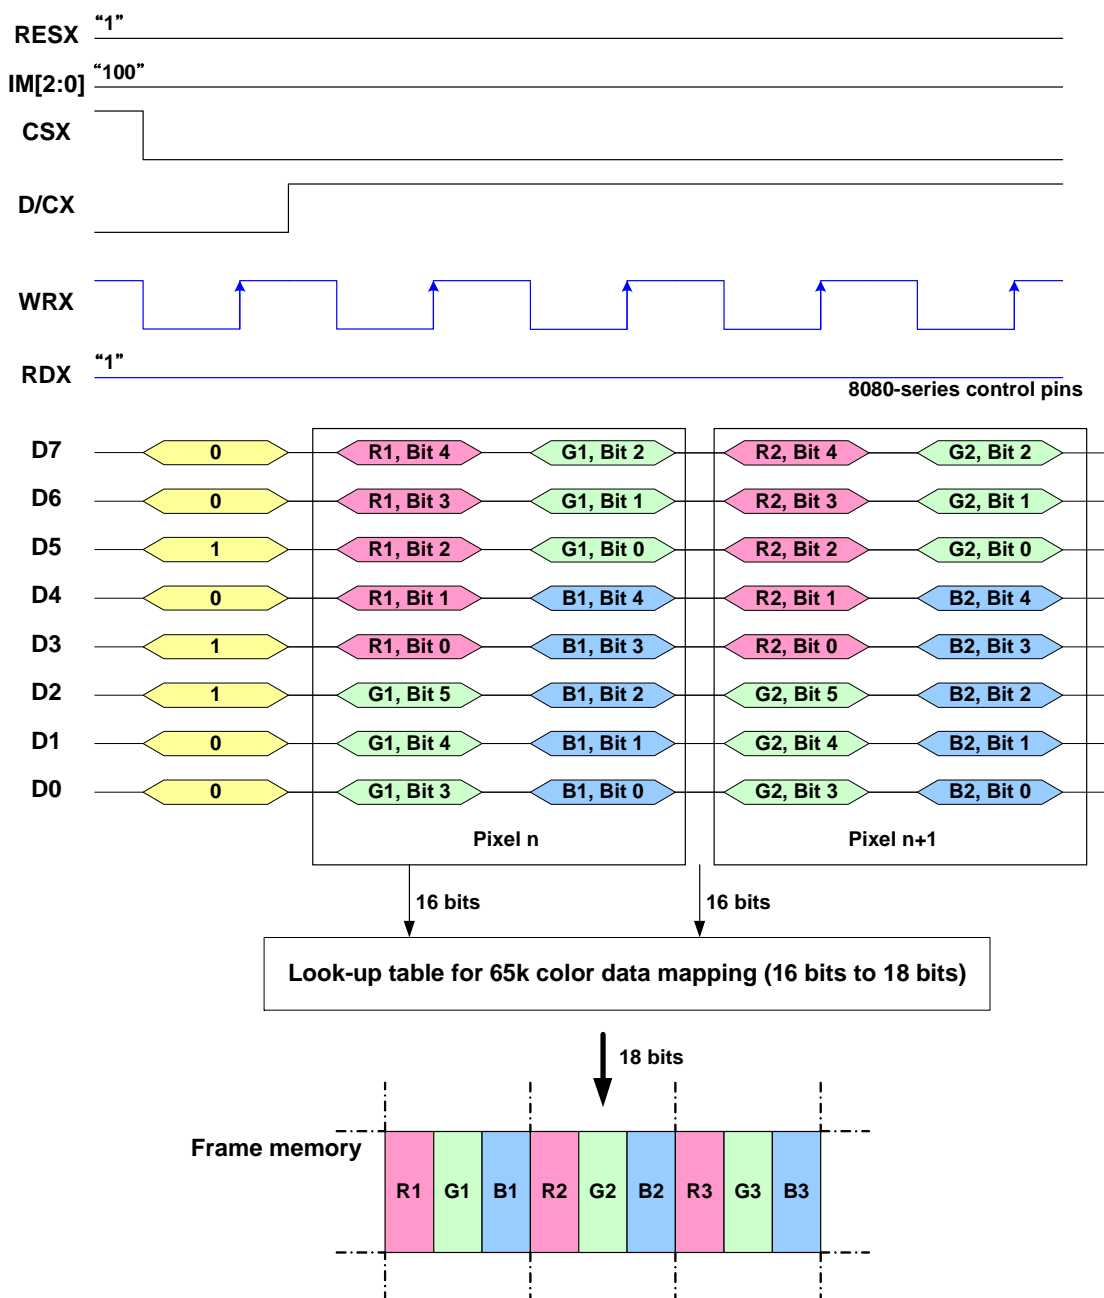 RESX “1”
IM[2:0] “100”
CSX
D/CX
WRX
RDX “1”
8080-series control pins
D7 0 R1, Bit 4 G1, Bit 2 R2, Bit 4 G2, Bit 2
D6 0 R1, Bit 3 G1, Bit 1 R2, Bit 3 G2, Bit 1
D5 1 R1, Bit 2 G1, Bit 0 R2, Bit 2 G2, Bit 0
D4 0 R1, Bit 1 B1, Bit 4 R2, Bit 1 B2, Bit 4
D3 1 R1, Bit 0 B1, Bit 3 R2, Bit 0 B2, Bit 3
D2 1 G1, Bit 5 B1, Bit 2 G2, Bit 5 B2, Bit 2
D1 0 G1, Bit 4 B1, Bit 1 G2, Bit 4 B2, Bit 1
D0 0 G1, Bit 3 B1, Bit 0 G2, Bit 3 B2, Bit 0
Pixel n Pixel n+1
16 bits 16 bits
Look-up table for 65k color data mapping (16 bits to 18 bits)
18 bits
Frame memory
R1 G1 B1 R2 G2 B2 R3 G3 B3